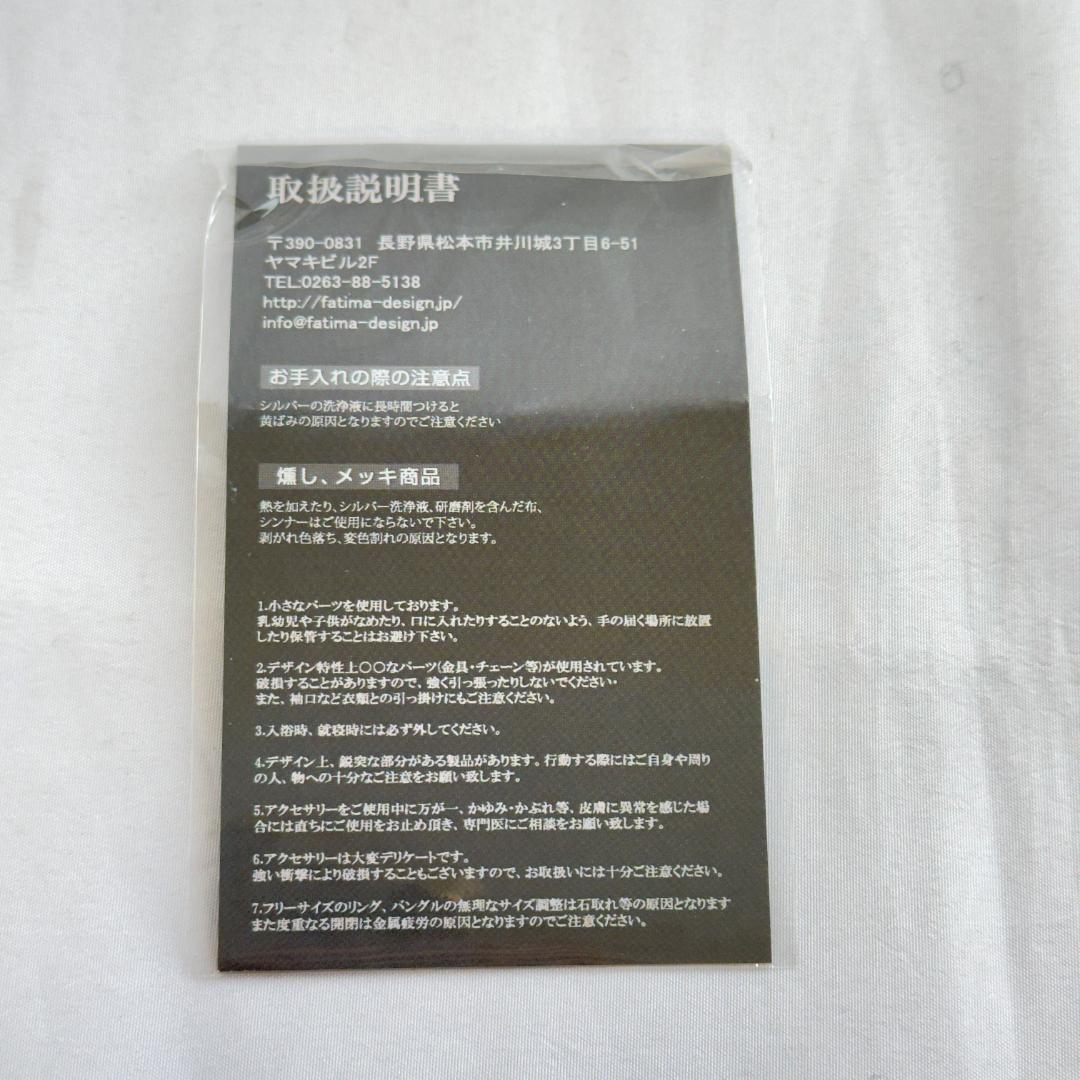 取扱説明書
〒390-0831 長野県松本市井川城3丁目6-51
ヤマキビル2F
TEL:0263-88-5138
http://fatima-design.jp/
info@fatima-design.jp
お手入れの際の注意点
シルバーの洗浄液に長時間つけると
黄ばみの原因となりますのでご注意ください
燻し、メッキ商品
熱を加えたり、シルバー洗浄液、研磨剤を含んだ布、
シンナーはご使用にならないで下さい。
剥がれ色落ち、変色割れの原因となります。
1.小さなパーツを使用しております。
乳幼児や子供がなめたり、口に入れたりすることのないよう、手の届く場所に放置
したり保管することはお避け下さい。
2.デザイン特性上〇〇なパーツ(金具・チェーン等)が使用されています。
破損することがありますので、強く引っ張ったりしないでください・
また、袖口など衣類との引っ掛けにもご注意ください。
3.入浴時、就寝時には必ず外してください。
4.デザイン上、鋭突な部分がある製品があります。行動する際にはご自身や周り
の人、物への十分なご注意をお願い致します。
5.アクセサリーをご使用中に万が一、かゆみ・かぶれ等、皮膚に異常を感じた場
合には直ちにご使用をお止め頂き、専門医にご相談をお願い致します。
6.アクセサリーは大変デリケートです。
強い衝撃により破損することもございますので、お取扱いには十分ご注意ください。
7.フリーサイズのリング、バングルの無理なサイズ調整は石取れ等の原因となります
また度重なる開閉は金属疲労の原因となりますのでご注意ください。